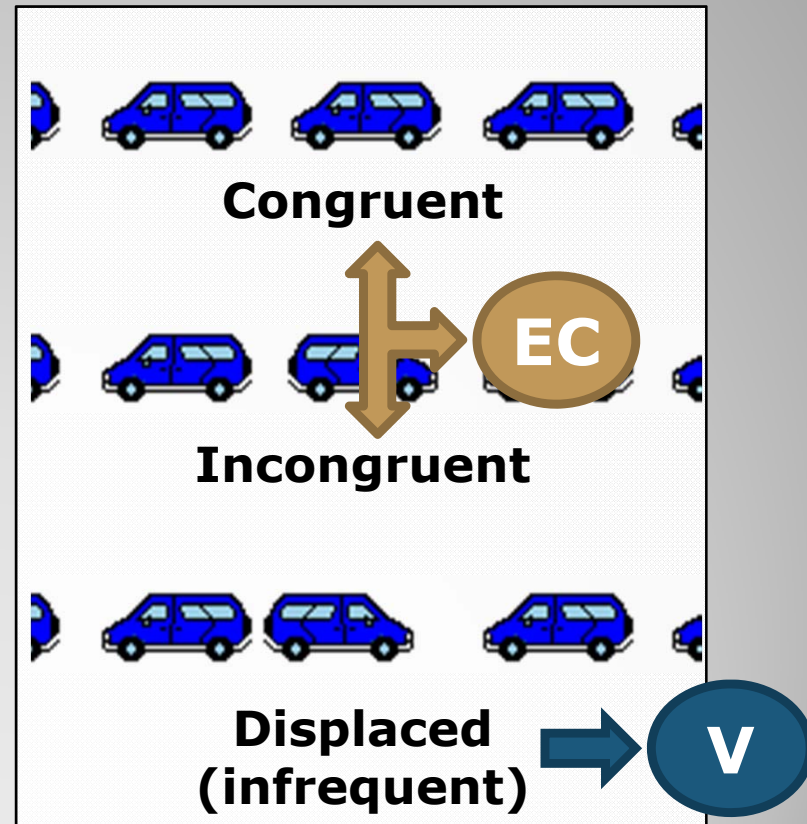 Congruent
EC
Incongruent
Displaced
(infrequent)
V